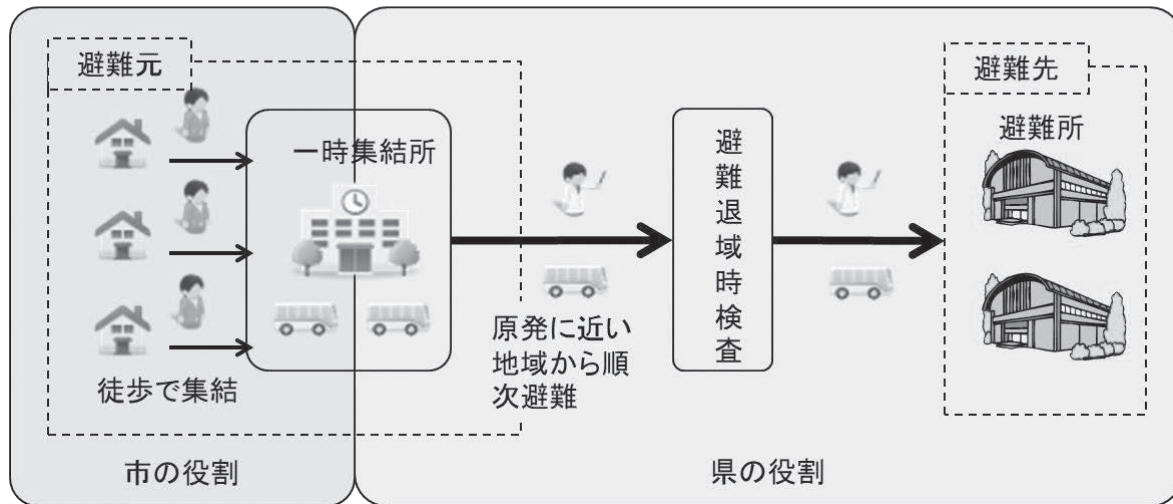 避難元
一時集結所
徒歩で集結
原発に近い
地域から順
次避難
避難退域時検査
避難先
避難所
市の役割
県の役割